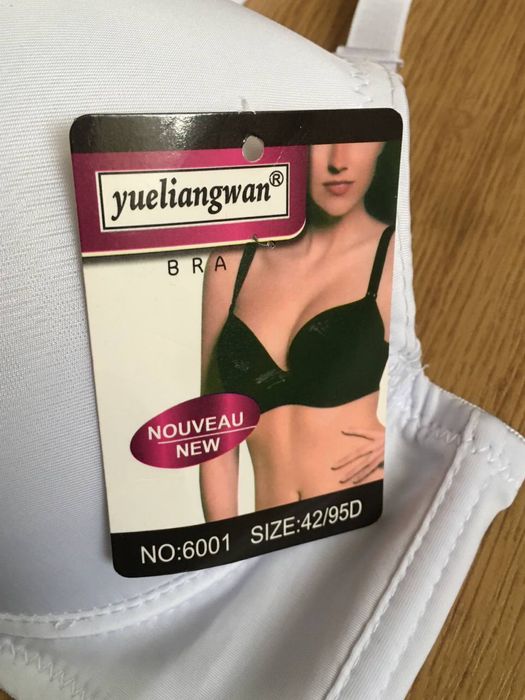 yueliangwan®
BRA
NOUVEAU
NEW
NO:6001 SIZE:42/95D